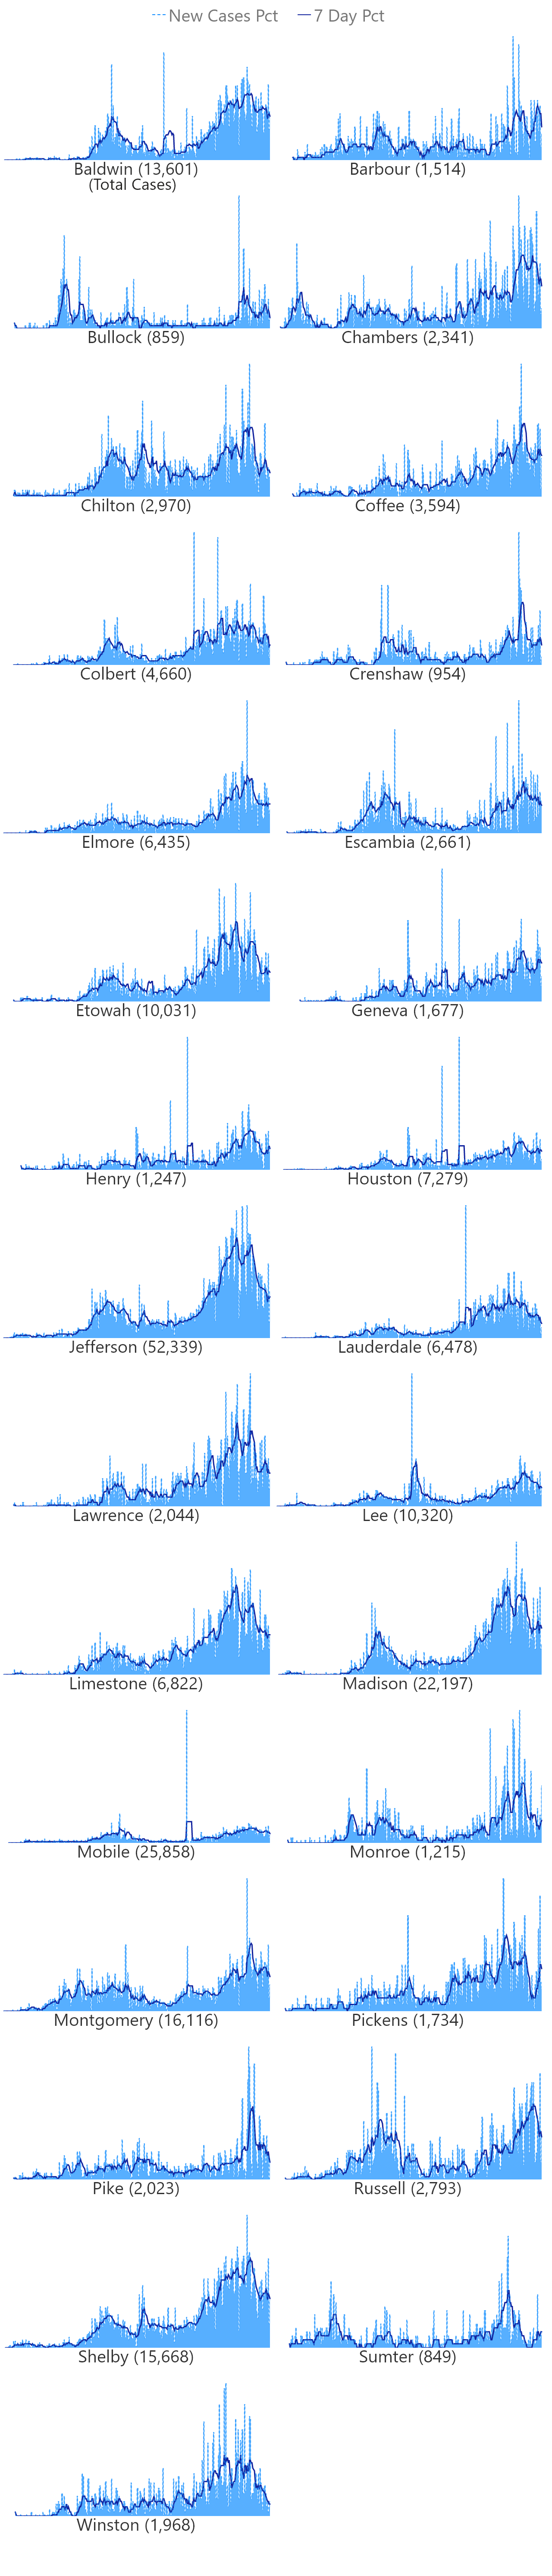 New Cases Pct 7 Day Pct
Baldwin (13,601) Barbour (1,514)
(Total Cases)
Bullock (859) Chambers (2,341)
Chilton (2,970) Coffee (3,594)
Colbert (4,660) Crenshaw (954)
Elmore (6,435) Escambia (2,661)
Etowah (10,031) Geneva (1,677)
Henry (1,247) Houston (7,279)
Jefferson (52,339) Lauderdale (6,478)
Lawrence (2,044) Lee (10,320)
Limestone (6,822) Madison (22,197)
Mobile (25,858) Monroe (1,215)
Montgomery (16,116) Pickens (1,734)
Pike (2,023) Russell (2,793)
Shelby (15,668) Sumter (849)
Winston (1,968)